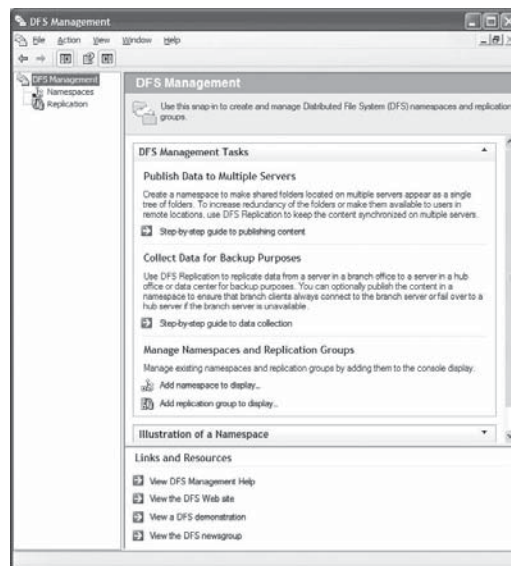 DFS Management
File Action View Window Help
DFS Management
Namespaces
Replication
DFS Management
Use this snap-in to create and manage Distributed File System (DFS) namespaces and replication
groups.
DFS Management Tasks
Publish Data to Multiple Servers
Create a namespace to make shared folders located on multiple servers appear as a single
tree of folders. To increase redundancy of the folders or make them available to users in
remote locations, use DFS Replication to keep the content synchronized on multiple servers.
Step-by-step guide to publishing content
Collect Data for Backup Purposes
Use DFS Replication to replicate data from a server in a branch office to a server in a hub
office or data center for backup purposes. You can optionally publish the content in a
namespace to ensure that branch clients always connect to the branch server or fail over to a
hub server if the branch server is unavailable.
Step-by-step guide to data collection
Manage Namespaces and Replication Groups
Manage existing namespaces and replication groups by adding them to the console display.
Add namespace to display...
Add replication group to display...
Illustration of a Namespace
Links and Resources
View DFS Management Help
View the DFS Web site
View a DFS demonstration
View the DFS newsgroup